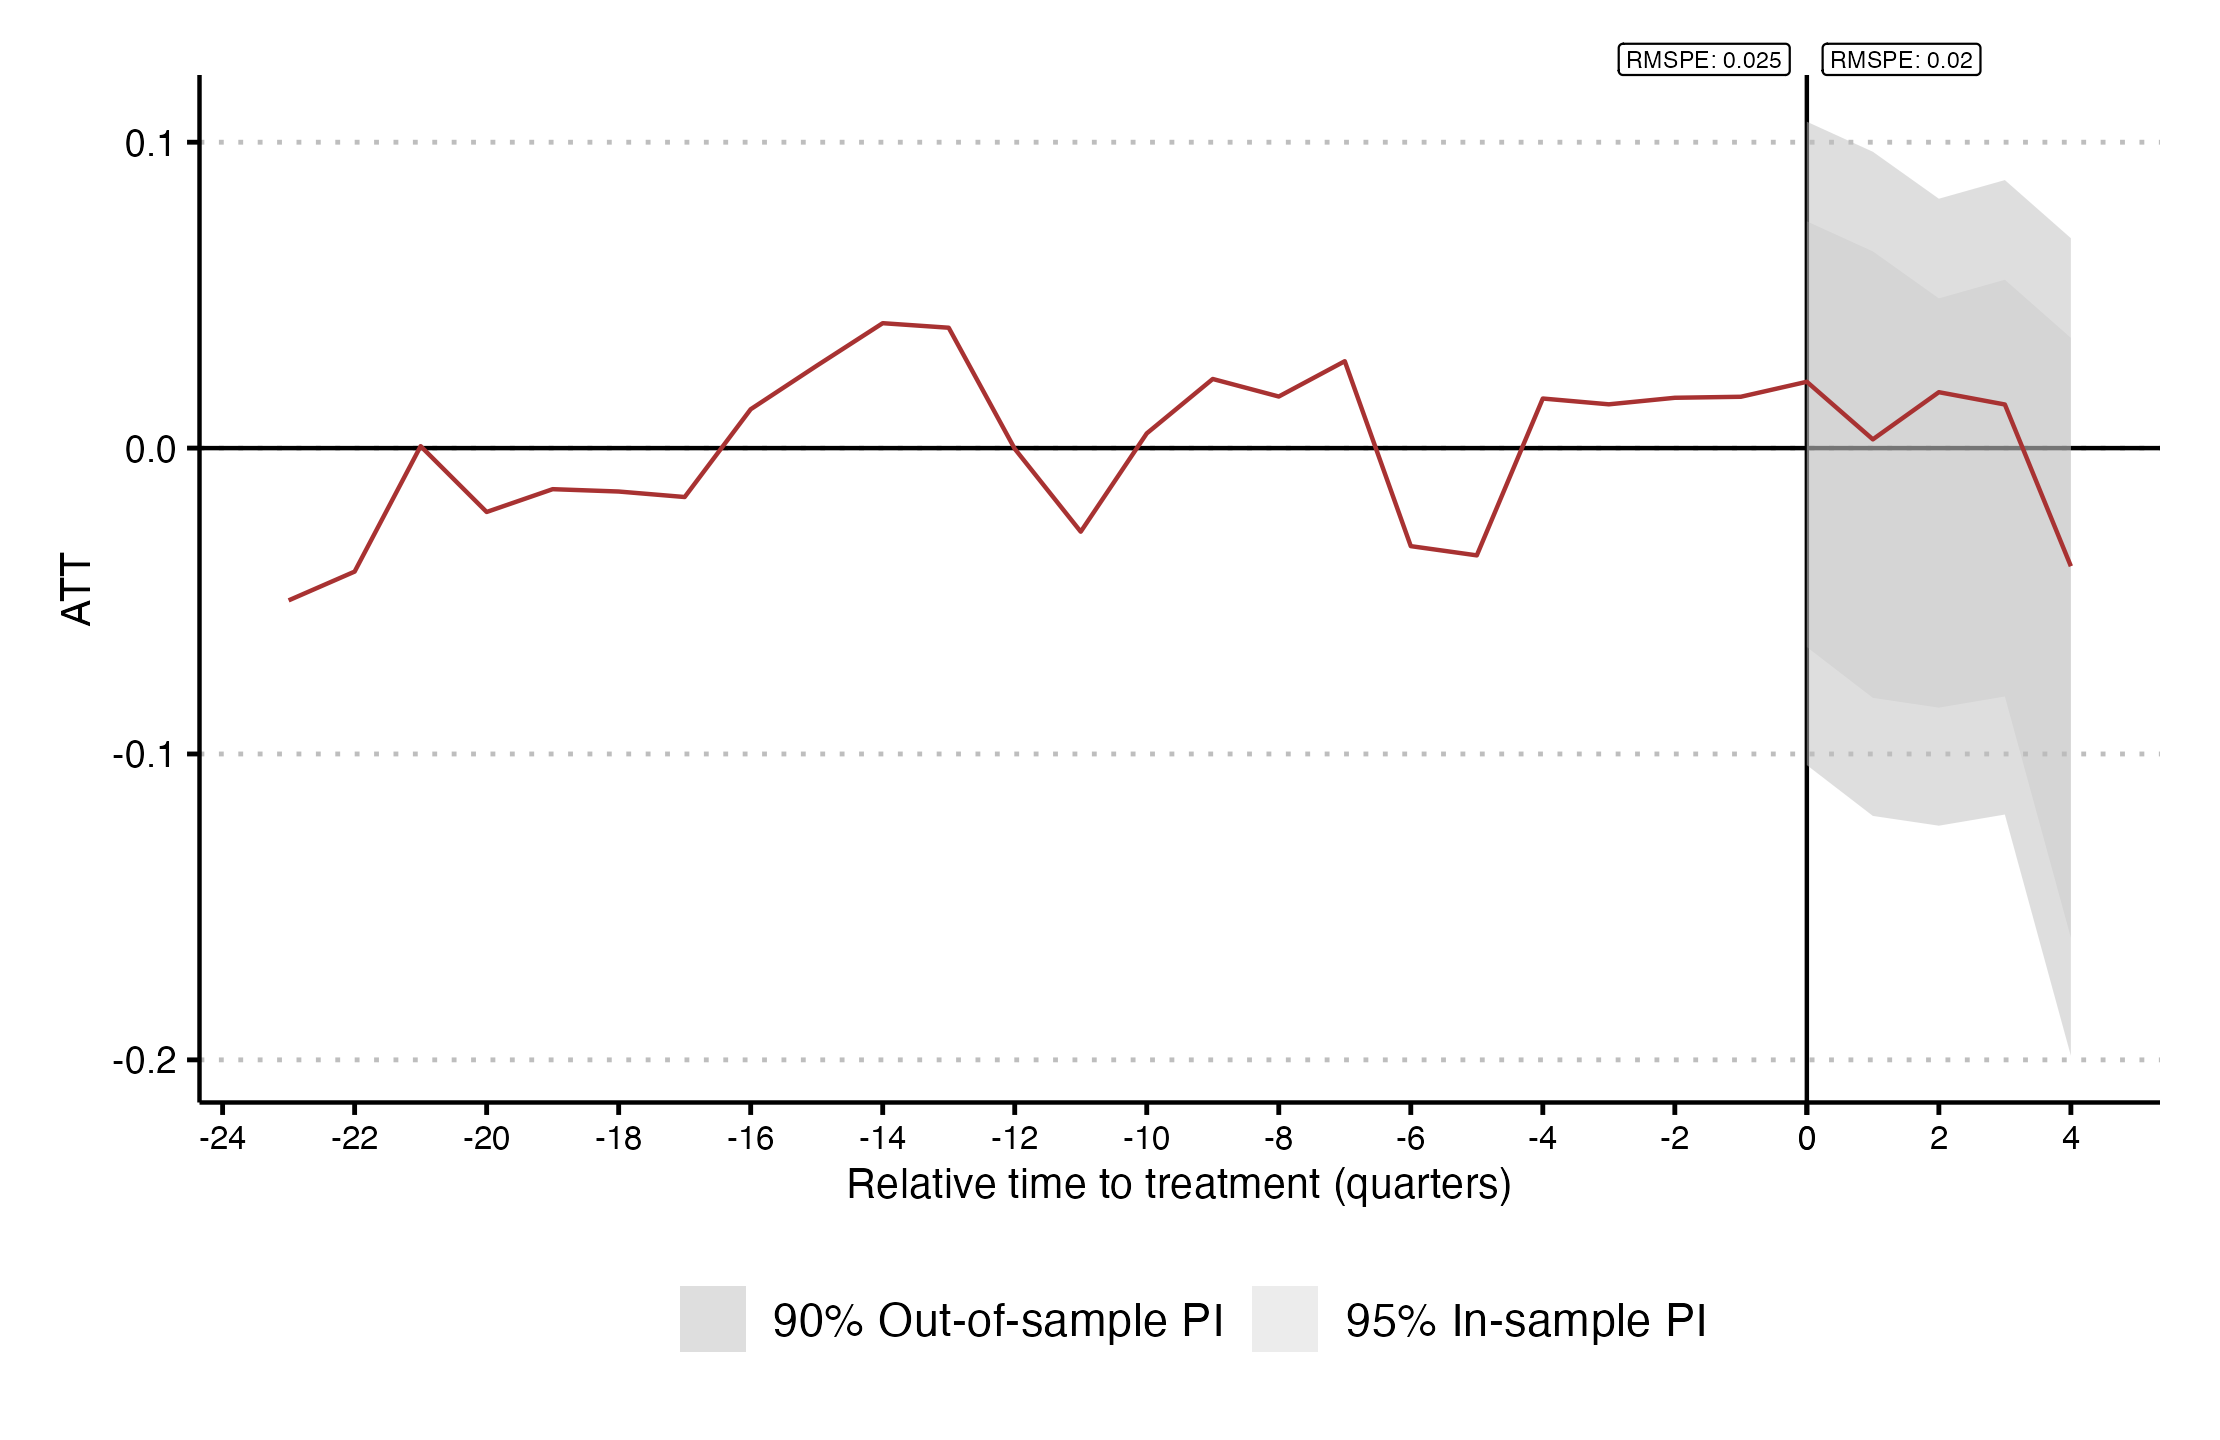 RMSPE: 0.025 RMSPE: 0.02
0.1
0.0
-0.1
-0.2
ATT
-24 -22 -20 -18 -16 -14 -12 -10 -8 -6 -4 -2 0 2 4
Relative time to treatment (quarters)
90% Out-of-sample PI 95% In-sample PI